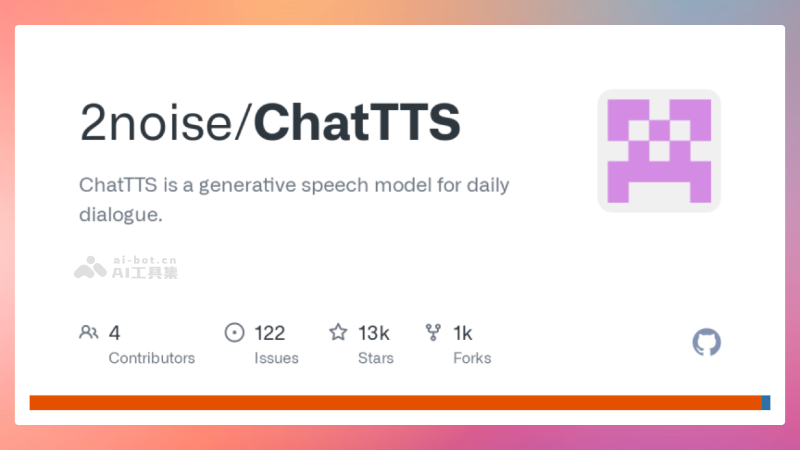 2noise/ChatTTS
ChatTTS is a generative speech model for daily
dialogue.
ai-bot.cn
AI工具集
4
Contributors
122
Issues
13k
Stars
1k
Forks